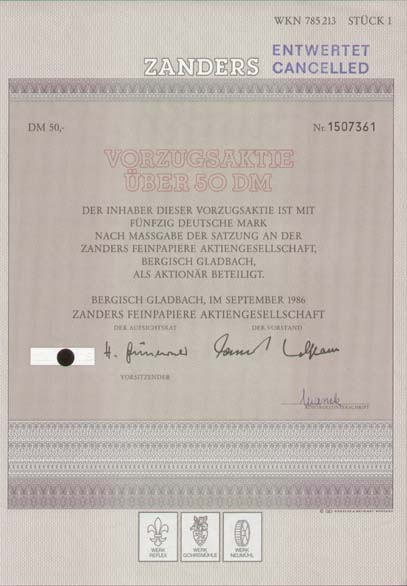 WKN 785 213 STÜCK 1
ENTWERTET
CANCELLED
ZANDERS
DM 50,-
Nr. 1507361
VORZUGSAKTIE
ÜBER 50 DM
DER INHABER DIESER VORZUGSAKTIE IST MIT
FÜNFZIG DEUTSCHE MARK
NACH MASSGABE DER SATZUNG AN DER
ZANDERS FEINPAPIERE AKTIENGESELLSCHAFT,
BERGISCH GLADBACH,
ALS AKTIONÄR BETEILIGT.
BERGISCH GLADBACH, IM SEPTEMBER 1986
ZANDERS FEINPAPIERE AKTIENGESELLSCHAFT
DER AUFSICHTSRAT DER VORSTAND
VORSITZENDER
KONTROLLUNTERSCHRIFT
WERK REFLEX
WERK GOHRSMÜHLE
WERK NEUMÜHL